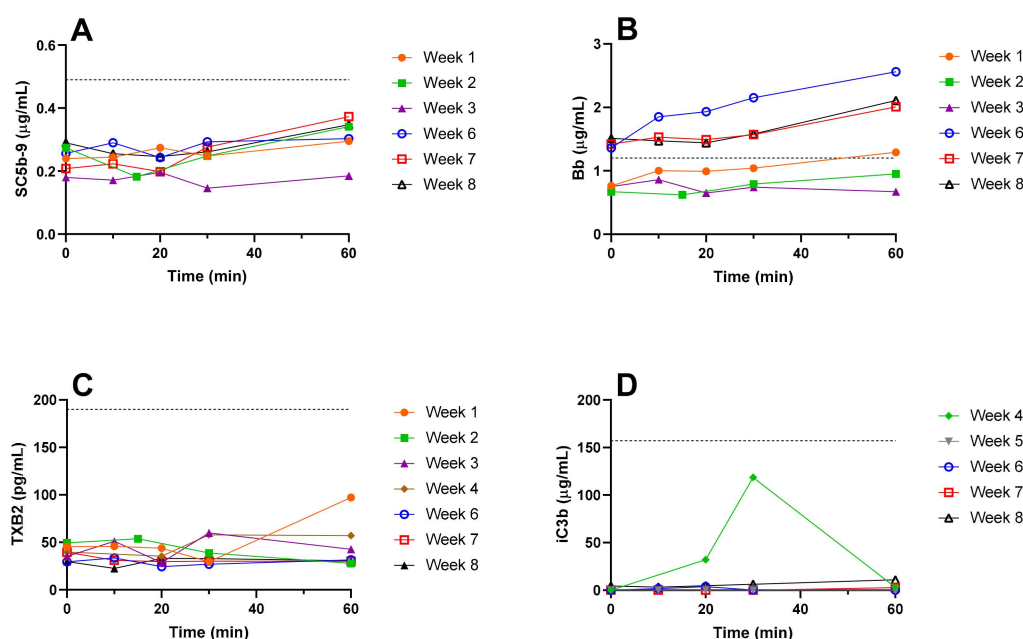 A
SC5b-9 (µg/mL)
0.6
0.4
0.2
0.0
0
20
40
60
Time (min)
Week 1
Week 2
Week 3
Week 6
Week 7
Week 8
B
Bb (µg/mL)
3
2
1
0
0
20
40
60
Time (min)
Week 1
Week 2
Week 3
Week 6
Week 7
Week 8
C
TXB2 (pg/mL)
200
150
100
50
0
0
20
40
60
Time (min)
Week 1
Week 2
Week 3
Week 4
Week 6
Week 7
Week 8
D
iC3b (µg/mL)
200
150
100
50
0
0
20
40
60
Time (min)
Week 4
Week 5
Week 6
Week 7
Week 8